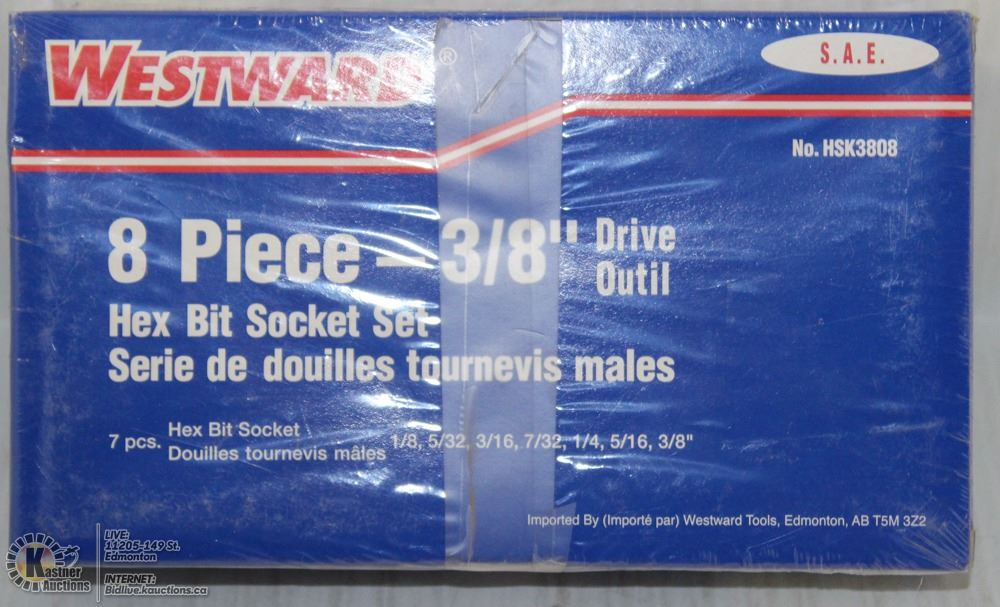 WESTWARD®
S.A.E.
No. HSK3808
8 Piece – 3/8" Drive
Outil
Hex Bit Socket Set
Serie de douilles tournevis males
7 pcs. Hex Bit Socket
Douilles tournevis mâles
1/8, 5/32, 3/16, 7/32, 1/4, 5/16, 3/8"
Imported By (Importé par) Westward Tools, Edmonton, AB T5M 3Z2
Kastner
Auctions
LIVE:
11205-149 St.
Edmonton
INTERNET:
Bidlive.kauctions.ca